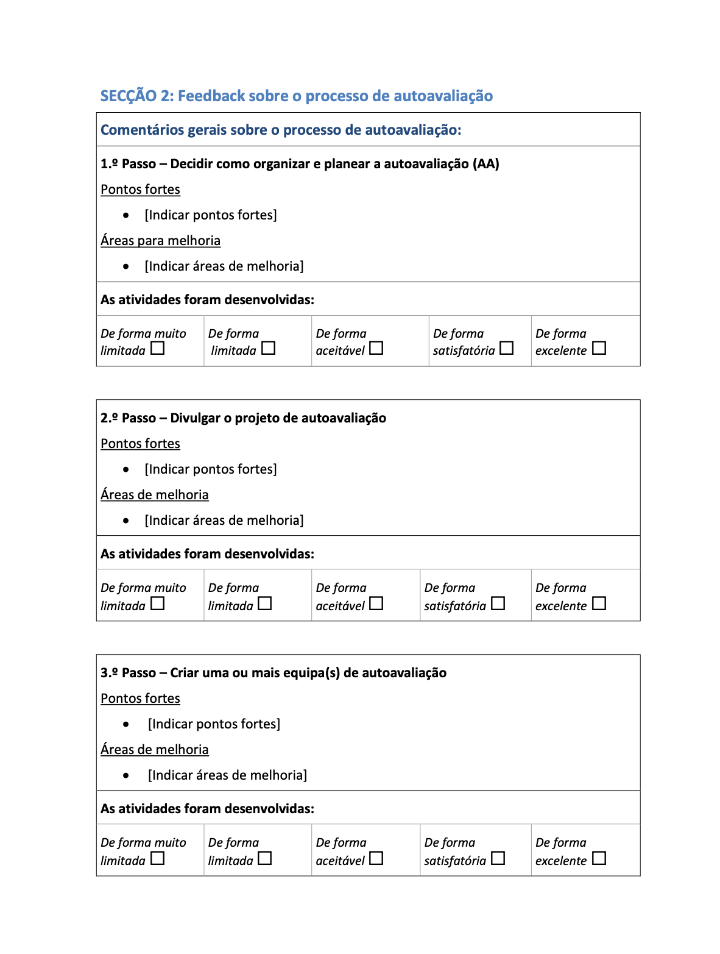 SECÇÃO 2: Feedback sobre o processo de autoavaliação
Comentários gerais sobre o processo de autoavaliação:
1.º Passo – Decidir como organizar e planear a autoavaliação (AA)
Pontos fortes
• [Indicar pontos fortes]
Áreas para melhoria
• [Indicar áreas de melhoria]
As atividades foram desenvolvidas:
De forma muito limitada ☐
De forma limitada ☐
De forma aceitável ☐
De forma satisfatória ☐
De forma excelente ☐
2.º Passo – Divulgar o projeto de autoavaliação
Pontos fortes
• [Indicar pontos fortes]
Áreas de melhoria
• [Indicar áreas de melhoria]
As atividades foram desenvolvidas:
De forma muito limitada ☐
De forma limitada ☐
De forma aceitável ☐
De forma satisfatória ☐
De forma excelente ☐
3.º Passo – Criar uma ou mais equipa(s) de autoavaliação
Pontos fortes
• [Indicar pontos fortes]
Áreas de melhoria
• [Indicar áreas de melhoria]
As atividades foram desenvolvidas:
De forma muito limitada ☐
De forma limitada ☐
De forma aceitável ☐
De forma satisfatória ☐
De forma excelente ☐